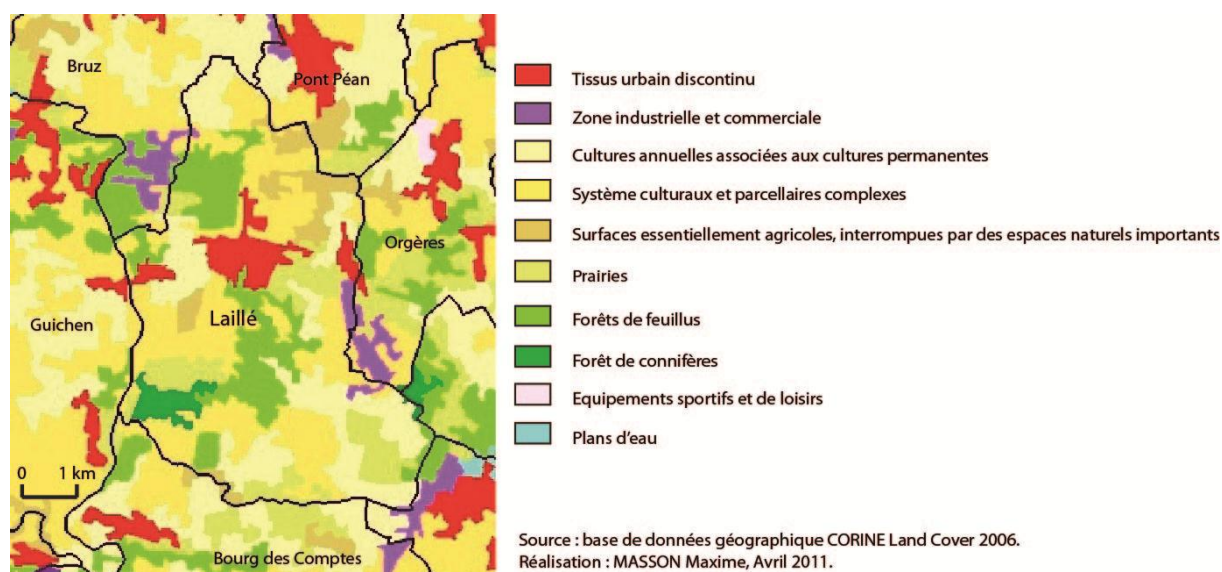 Bruz
Pont Péan
Orgères
Guichen
Laillé
0 1 km
Bourg des Comptes
Tissus urbain discontinu
Zone industrielle et commerciale
Cultures annuelles associées aux cultures permanentes
Système culturaux et parcellaires complexes
Surfaces essentiellement agricoles, interrompues par des espaces naturels importants
Prairies
Forêts de feuillus
Forêt de connifères
Equipements sportifs et de loisirs
Plans d'eau
Source : base de données géographique CORINE Land Cover 2006.
Réalisation : MASSON Maxime, Avril 2011.